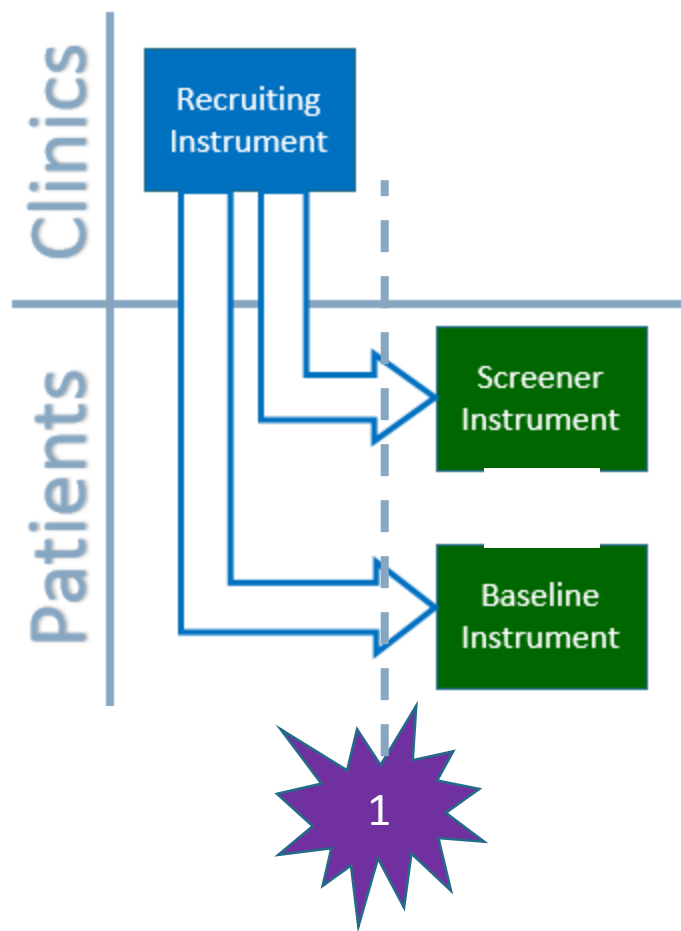 Clinics
Recruiting
Instrument
Patients
Screener
Instrument
Baseline
Instrument
1